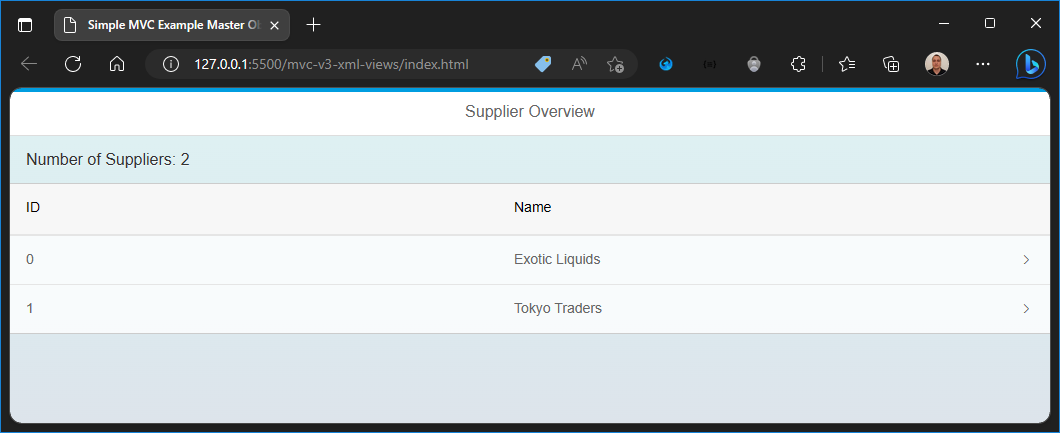 Simple MVC Example Master Ob
127.0.0.1:5500/mvc-v3-xml-views/index.html
Supplier Overview
Number of Suppliers: 2
ID Name
0 Exotic Liquids
1 Tokyo Traders